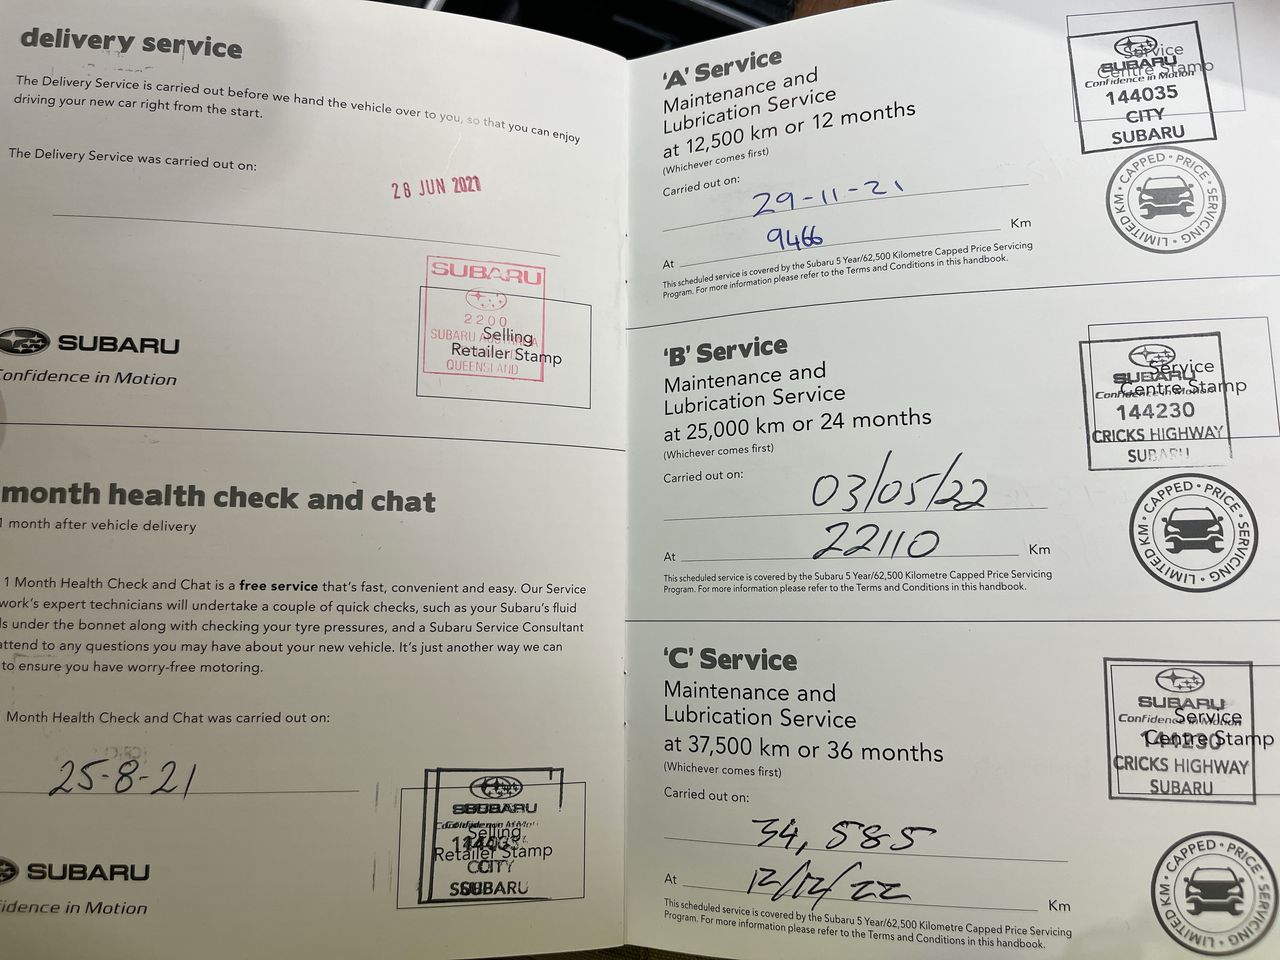 delivery service
The Delivery Service is carried out before we hand the vehicle over to you, so that you can enjoy
driving your new car right from the start.
The Delivery Service was carried out on:
28 JUN 2021
SUBARU
2200
SUBARU
QUEENSLAND
Selling
Retailer Stamp
SUBARU
Confidence in Motion
month health check and chat
1 month after vehicle delivery
1 Month Health Check and Chat is a free service that's fast, convenient and easy. Our Service
work's expert technicians will undertake a couple of quick checks, such as your Subaru's fluid
ls under the bonnet along with checking your tyre pressures, and a Subaru Service Consultant
attend to any questions you may have about your new vehicle. It's just another way we can
to ensure you have worry-free motoring.
Month Health Check and Chat was carried out on:
25-8-21
SUBARU
Selling
Retailer Stamp
CITY
SUBARU
SUBARU
idence in Motion
'A' Service
Maintenance and
Lubrication Service
at 12,500 km or 12 months
(Whichever comes first)
Carried out on:
29-11-21
At 9466 Km
This scheduled service is covered by the Subaru 5 Year/62,500 Kilometre Capped Price Servicing
Program. For more information please refer to the Terms and Conditions in this handbook.
Service
Centre Stamp
SUBARU
Confidence in Motion
144035
CITY
SUBARU
CAPPED • PRICE • SERVICING • LIMITED KM •
'B' Service
Maintenance and
Lubrication Service
at 25,000 km or 24 months
(Whichever comes first)
Carried out on:
03/05/22
At 22110 Km
This scheduled service is covered by the Subaru 5 Year/62,500 Kilometre Capped Price Servicing
Program. For more information please refer to the Terms and Conditions in this handbook.
Service
Centre Stamp
SUBARU
Confidence in Motion
144230
CRICKS HIGHWAY
SUBARU
CAPPED • PRICE • SERVICING • LIMITED KM •
'C' Service
Maintenance and
Lubrication Service
at 37,500 km or 36 months
(Whichever comes first)
Carried out on:
34,585
At 12/12/22 Km
This scheduled service is covered by the Subaru 5 Year/62,500 Kilometre Capped Price Servicing
Program. For more information please refer to the Terms and Conditions in this handbook.
SUBARU
Confidence in Motion
Service
Centre Stamp
144230
CRICKS HIGHWAY
SUBARU
CAPPED • PRICE • SERVICING • LIMITED KM •